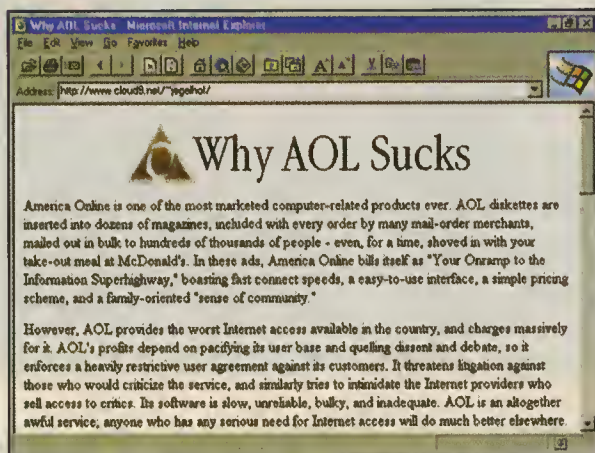 Why AOL Sucks - Microsoft Internet Explorer
File Edit View Go Favorites Help
Address: http://www.cloud9.net/~jegelhof/
Why AOL Sucks
America Online is one of the most marketed computer-related products ever. AOL diskettes are
inserted into dozens of magazines, included with every order by many mail-order merchants,
mailed out in bulk to hundreds of thousands of people - even, for a time, shoved in with your
take-out meal at McDonald's. In these ads, America Online bills itself as "Your Onramp to the
Information Superhighway," boasting fast connect speeds, a easy-to-use interface, a simple pricing
scheme, and a family-oriented "sense of community."
However, AOL provides the worst Internet access available in the country, and charges massively
for it. AOL's profits depend on pacifying its user base and quelling dissent and debate, so it
enforces a heavily restrictive user agreement against its customers. It threatens litigation against
those who would criticize the service, and similarly tries to intimidate the Internet providers who
sell access to critics. Its software is slow, unreliable, bulky, and inadequate. AOL is an altogether
awful service; anyone who has any serious need for Internet access will do much better elsewhere.